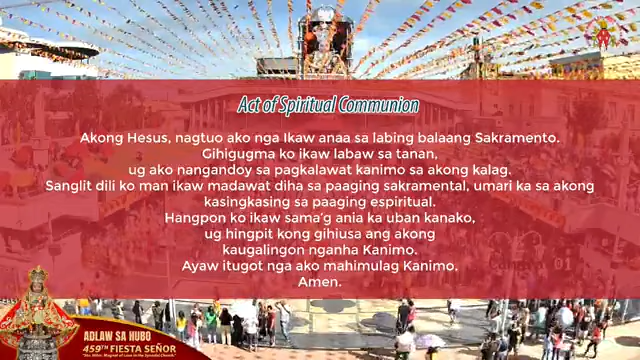 Act of Spiritual Communion
Akong Hesus, nagtuo ako nga Ikaw anaa sa labing balaang Sakramento.
Gihigugma ko ikaw labaw sa tanan,
ug ako nangandoy sa pagkalawat kanimo sa akong kalag.
Sanglit dili ko man ikaw madawat diha sa paaging sakramental, umari ka sa akong
kasingkasing sa paaging espiritual.
Hangpon ko ikaw sama'g ania ka uban kanako,
ug hingpit kong gihiusa ang akong
kaugalingon nganha Kanimo.
Ayaw itugot nga ako mahimulag Kanimo.
Amen.
ADLAW SA HUBO
459TH FIESTA SEÑOR